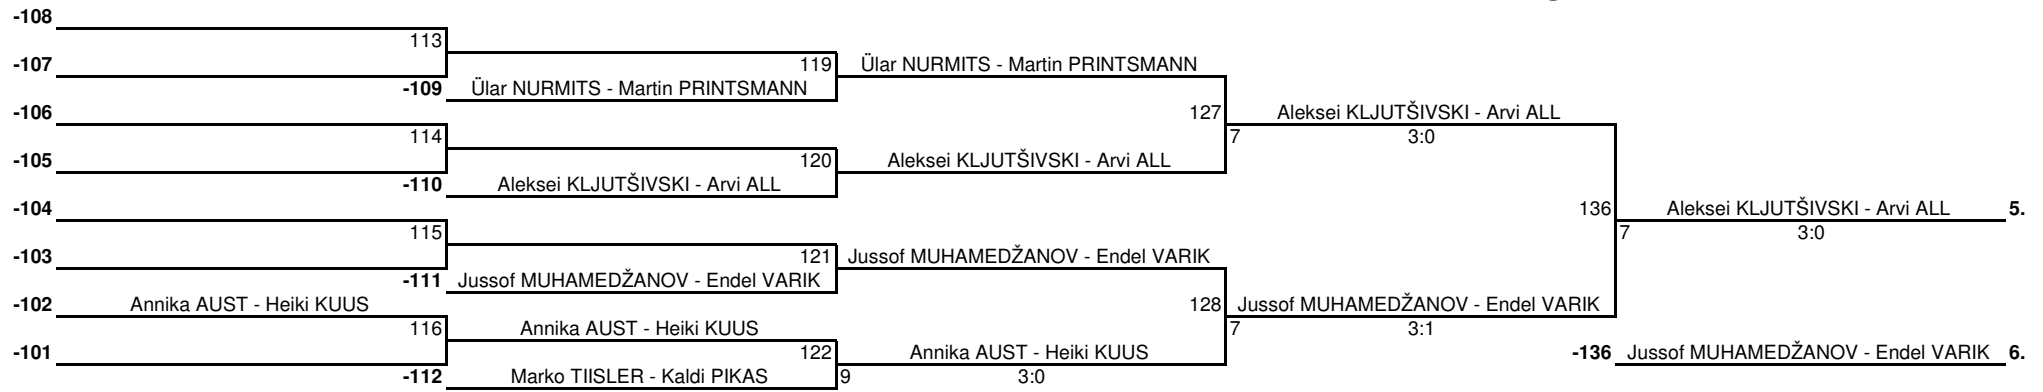 -108
113
-107
119 Ülar NURMITS - Martin PRINTSMANN
-109 Ülar NURMITS - Martin PRINTSMANN
-106
127 Aleksei KLJUTŠIVSKI - Arvi ALL
114
7 3:0
-105
120 Aleksei KLJUTŠIVSKI - Arvi ALL
-110 Aleksei KLJUTŠIVSKI - Arvi ALL
-104
136 Aleksei KLJUTŠIVSKI - Arvi ALL 5.
115
7 3:0
-103
121 Jussof MUHAMEDŽANOV - Endel VARIK
-111 Jussof MUHAMEDŽANOV - Endel VARIK
-102 Annika AUST - Heiki KUUS
128 Jussof MUHAMEDŽANOV - Endel VARIK
116 Annika AUST - Heiki KUUS
7 3:1
-101
122 Annika AUST - Heiki KUUS
-136 Jussof MUHAMEDŽANOV - Endel VARIK 6.
-112 Marko TIISLER - Kaldi PIKAS
9 3:0